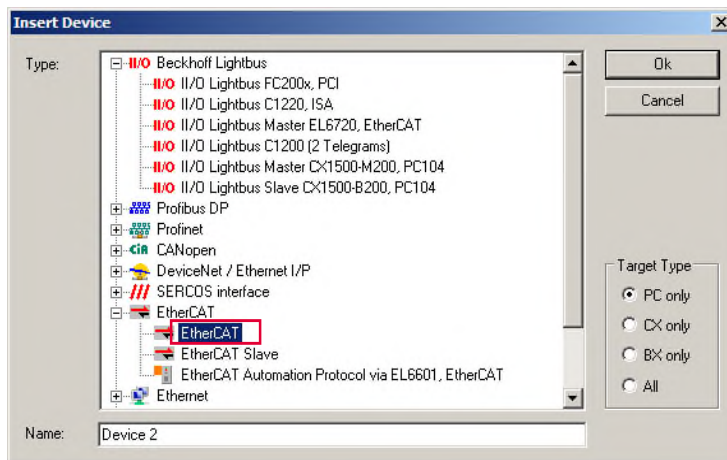 Insert Device
Type:
II/O Beckhoff Lightbus
II/O II/O Lightbus FC200x, PCI
II/O II/O Lightbus C1220, ISA
II/O II/O Lightbus Master EL6720, EtherCAT
II/O II/O Lightbus C1200 (2 Telegrams)
II/O II/O Lightbus Master CX1500-M200, PC104
II/O II/O Lightbus Slave CX1500-B200, PC104
Profibus DP
Profinet
CiA CANopen
DeviceNet / Ethernet I/P
SERCOS interface
EtherCAT
EtherCAT
EtherCAT Slave
EtherCAT Automation Protocol via EL6601, EtherCAT
Ethernet
Ok
Cancel
Target Type
PC only
CX only
BX only
All
Name: Device 2